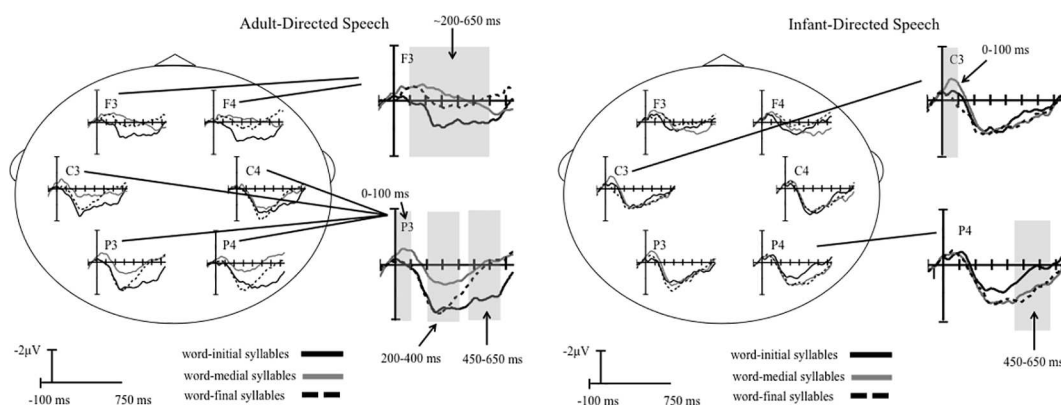 Adult-Directed Speech
~200-650 ms
F3
F3
F4
C3
C4
0-100 ms
P3
P3
P4
200-400 ms
450-650 ms
-2µV
-100 ms
750 ms
word-initial syllables
word-medial syllables
word-final syllables
Infant-Directed Speech
C3
0-100 ms
F3
F4
C3
C4
P3
P4
P4
450-650 ms
-2µV
-100 ms
750 ms
word-initial syllables
word-medial syllables
word-final syllables